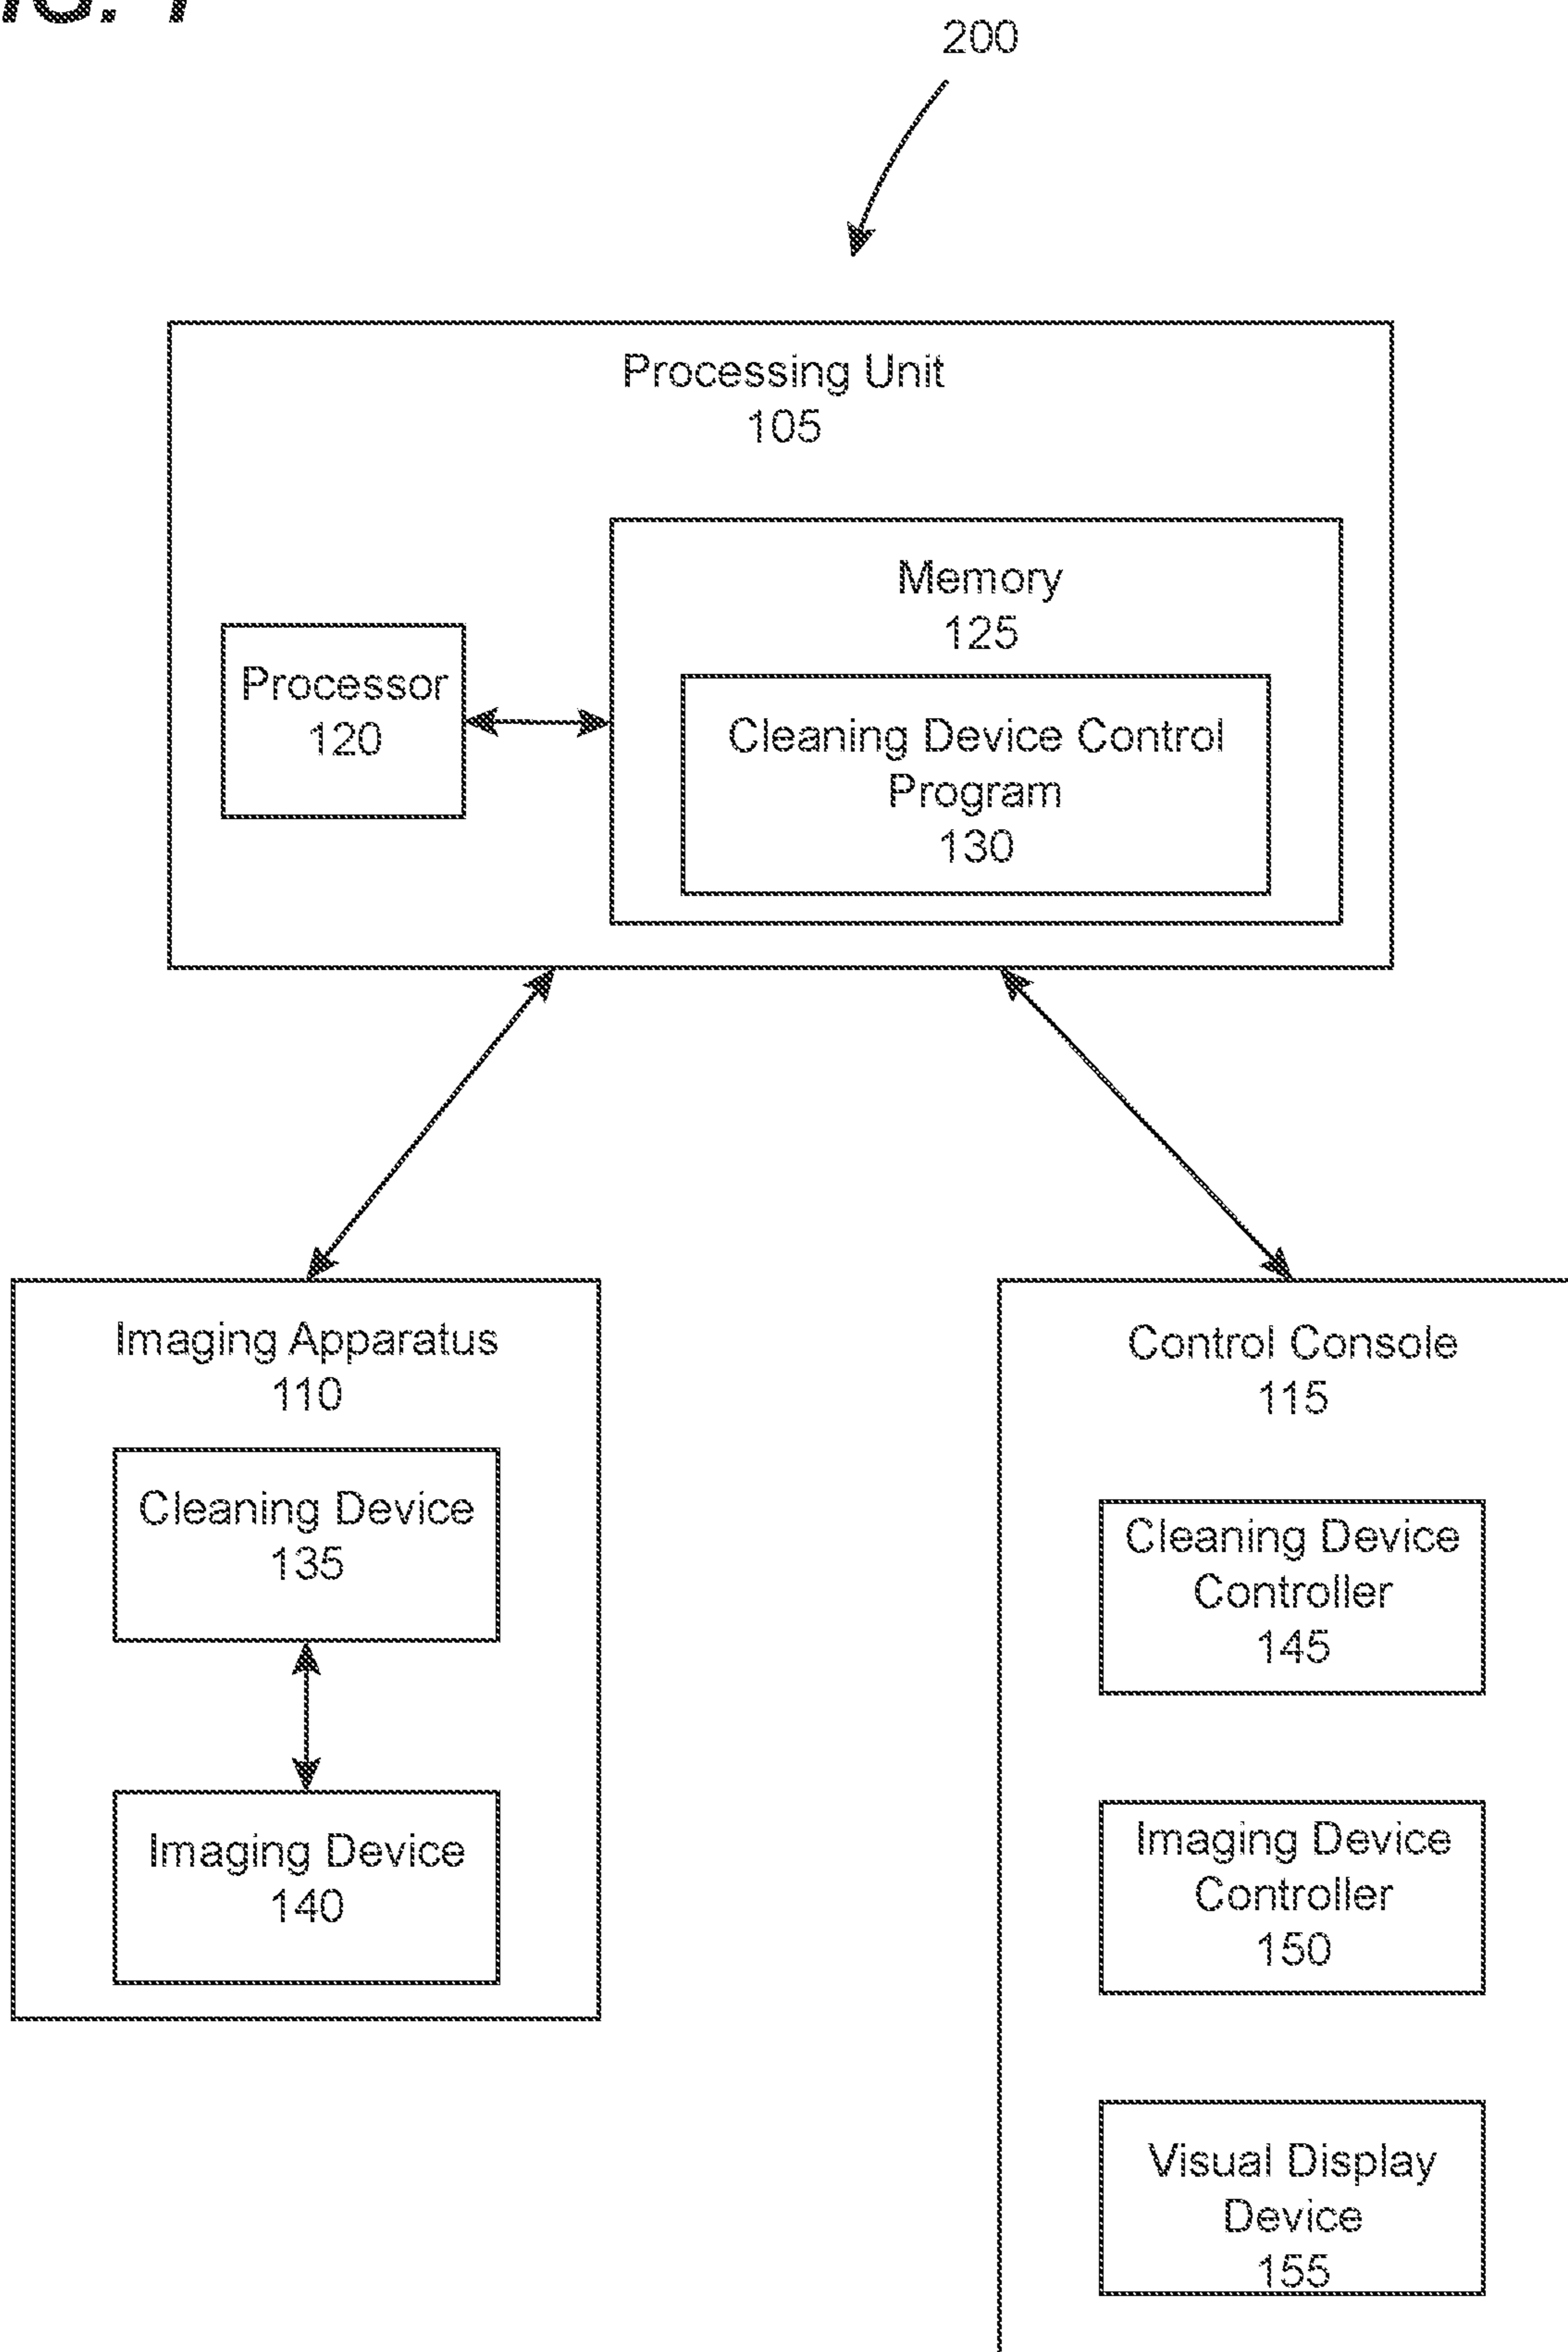 200
Processing Unit
105
Memory
125
Processor
120
Cleaning Device Control
Program
130
Imaging Apparatus
110
Cleaning Device
135
Imaging Device
140
Control Console
115
Cleaning Device
Controller
145
Imaging Device
Controller
150
Visual Display
Device
155